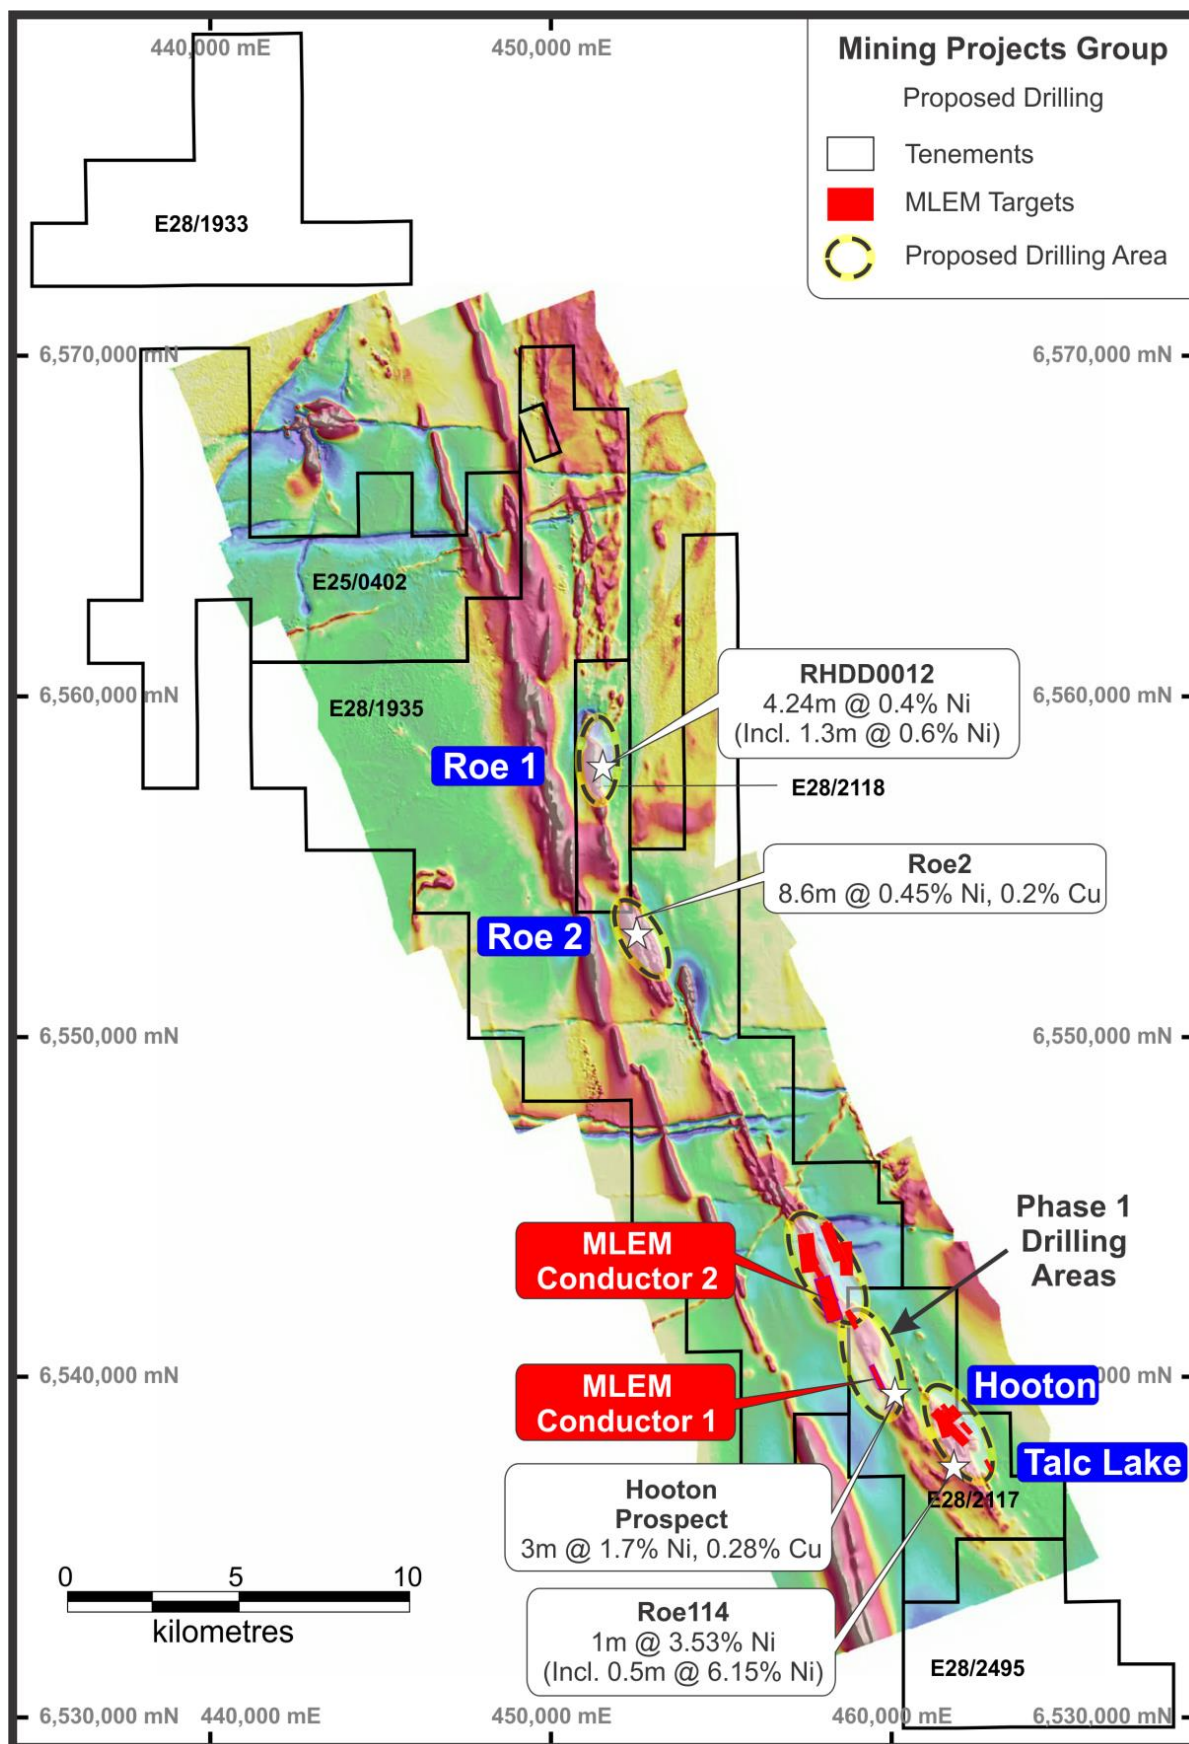 440,000 mE
450,000 mE
Mining Projects Group
Proposed Drilling
Tenements
MLEM Targets
Proposed Drilling Area
E28/1933
6,570,000 mN
6,570,000 mN
E25/0402
E28/1935
6,560,000 mN
6,560,000 mN
RHDD0012
4.24m @ 0.4% Ni
(Incl. 1.3m @ 0.6% Ni)
Roe 1
E28/2118
Roe2
8.6m @ 0.45% Ni, 0.2% Cu
Roe 2
6,550,000 mN
6,550,000 mN
Phase 1
Drilling
Areas
MLEM
Conductor 2
6,540,000 mN
00 mN
MLEM
Conductor 1
Hooton
Talc Lake
E28/2117
Hooton
Prospect
3m @ 1.7% Ni, 0.28% Cu
0 5 10
kilometres
Roe114
1m @ 3.53% Ni
(Incl. 0.5m @ 6.15% Ni)
E28/2495
6,530,000 mN
440,000 mE
450,000 mE
460,000 mE
6,530,000 mN